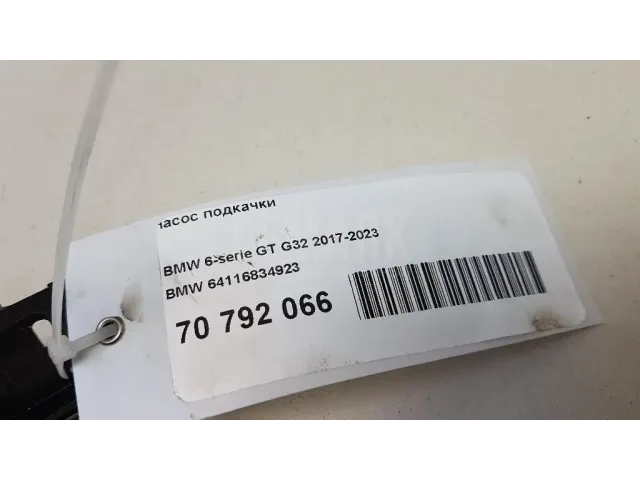 насос подкачки
BMW 6-serie GT G32 2017-2023
BMW 64116834923
70 792 066